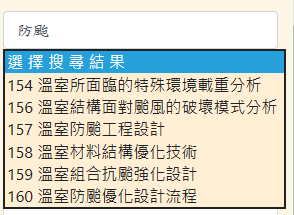 防颱
選擇搜尋結果
154 溫室所面臨的特殊環境載重分析
156 溫室結構面對颱風的破壞模式分析
157 溫室防颱工程設計
158 溫室材料結構優化技術
159 溫室組合抗颱強化設計
160 溫室防颱優化設計流程